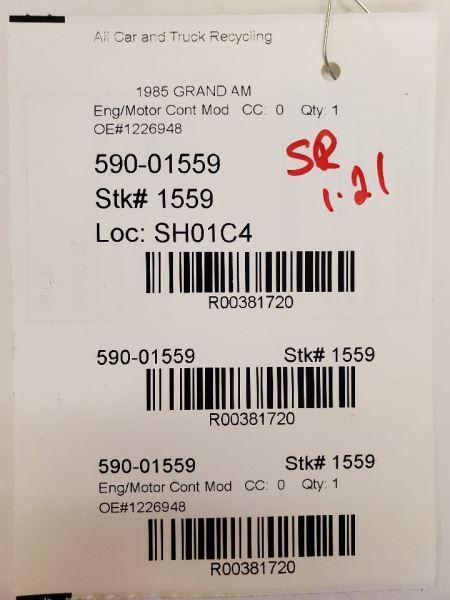 All Car and Truck Recycling
1985 GRAND AM
Eng/Motor Cont Mod CC: 0 Qty: 1
OE#1226948
590-01559
SR
Stk# 1559
1.21
Loc: SH01C4
R00381720
590-01559 Stk# 1559
R00381720
590-01559 Stk# 1559
Eng/Motor Cont Mod CC: 0 Qty: 1
OE#1226948
R00381720